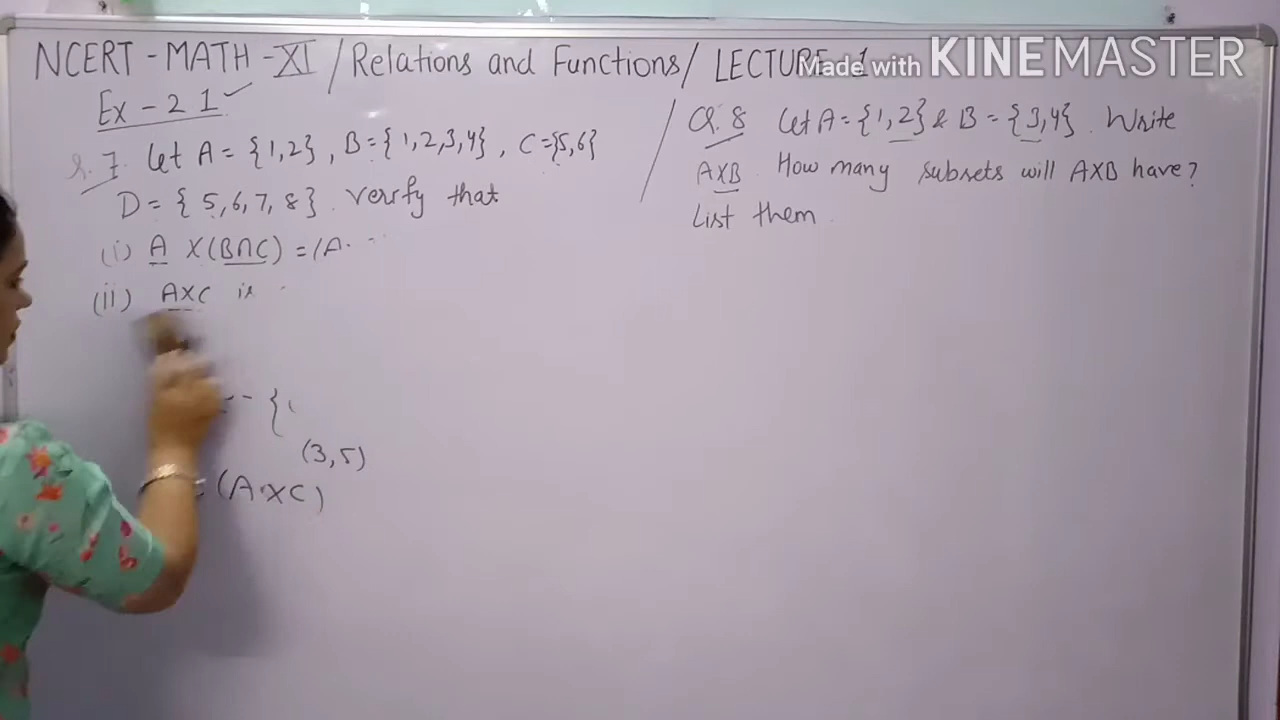 NCERT - MATH - XI / Relations and Functions / LECTURE - 1
Made with KINEMASTER
Ex - 2 1 ✓
7. Let A = {1,2}, B = {1,2,3,4}, C = {5,6}
D = {5,6,7,8}. verify that
(i) A X (B∩C) = (A.
(ii) AXC is
{(
(3,5)
(A X C)
Q. 8 Let A = {1,2} & B = {3,4}. Write
AXB. How many subsets will AXB have?
List them.